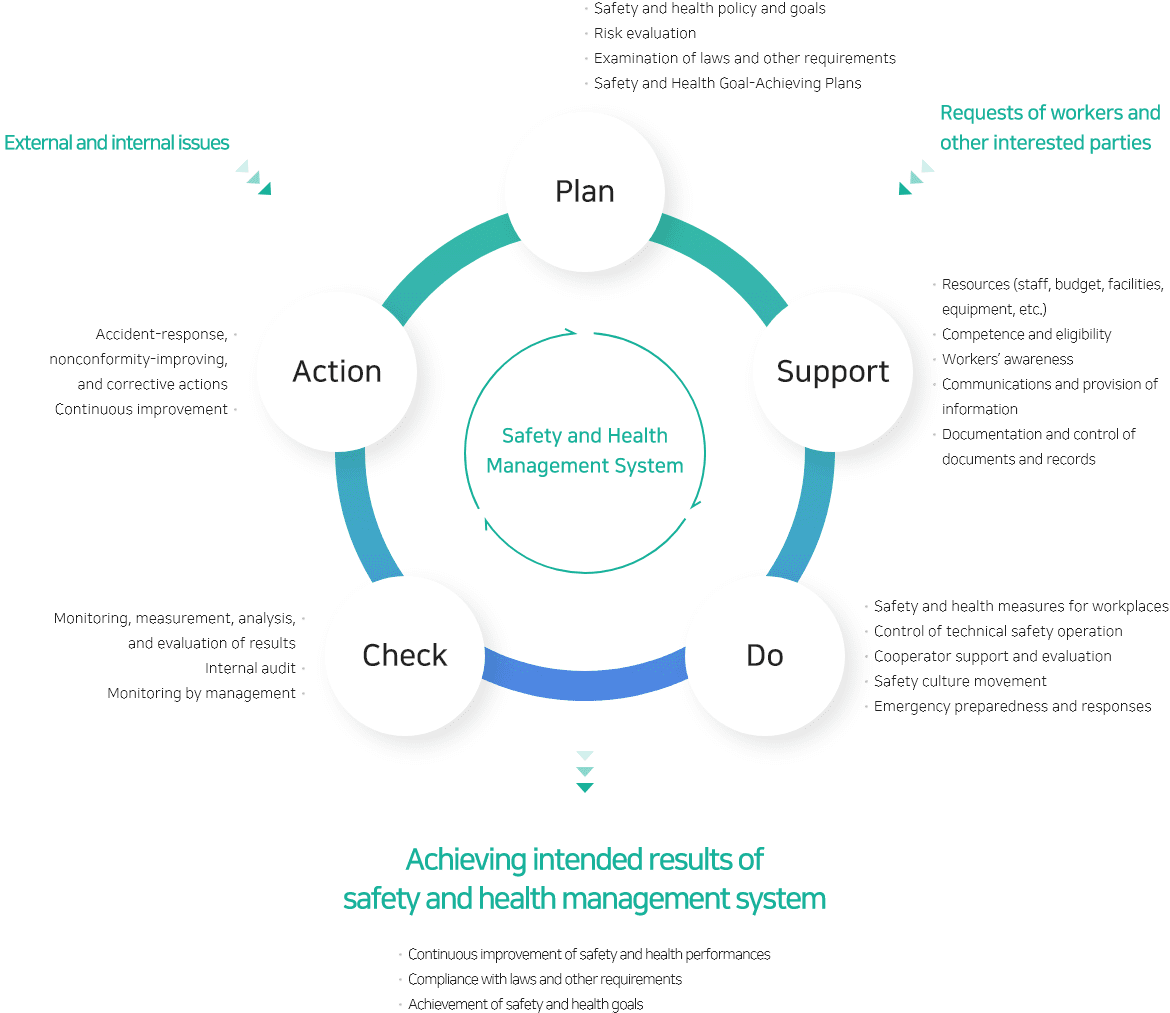 · Safety and health policy and goals
· Risk evaluation
· Examination of laws and other requirements
· Safety and Health Goal-Achieving Plans
External and internal issues
Requests of workers and
other interested parties
Plan
Support
· Resources (staff, budget, facilities,
equipment, etc.)
· Competence and eligibility
· Workers’ awareness
· Communications and provision of
information
· Documentation and control of
documents and records
Action
Accident-response, ·
nonconformity-improving,
and corrective actions
Continuous improvement ·
Safety and Health
Management System
Do
· Safety and health measures for workplaces
· Control of technical safety operation
· Cooperator support and evaluation
· Safety culture movement
· Emergency preparedness and responses
Check
Monitoring, measurement, analysis, ·
and evaluation of results
Internal audit ·
Monitoring by management ·
Achieving intended results of
safety and health management system
· Continuous improvement of safety and health performances
· Compliance with laws and other requirements
· Achievement of safety and health goals